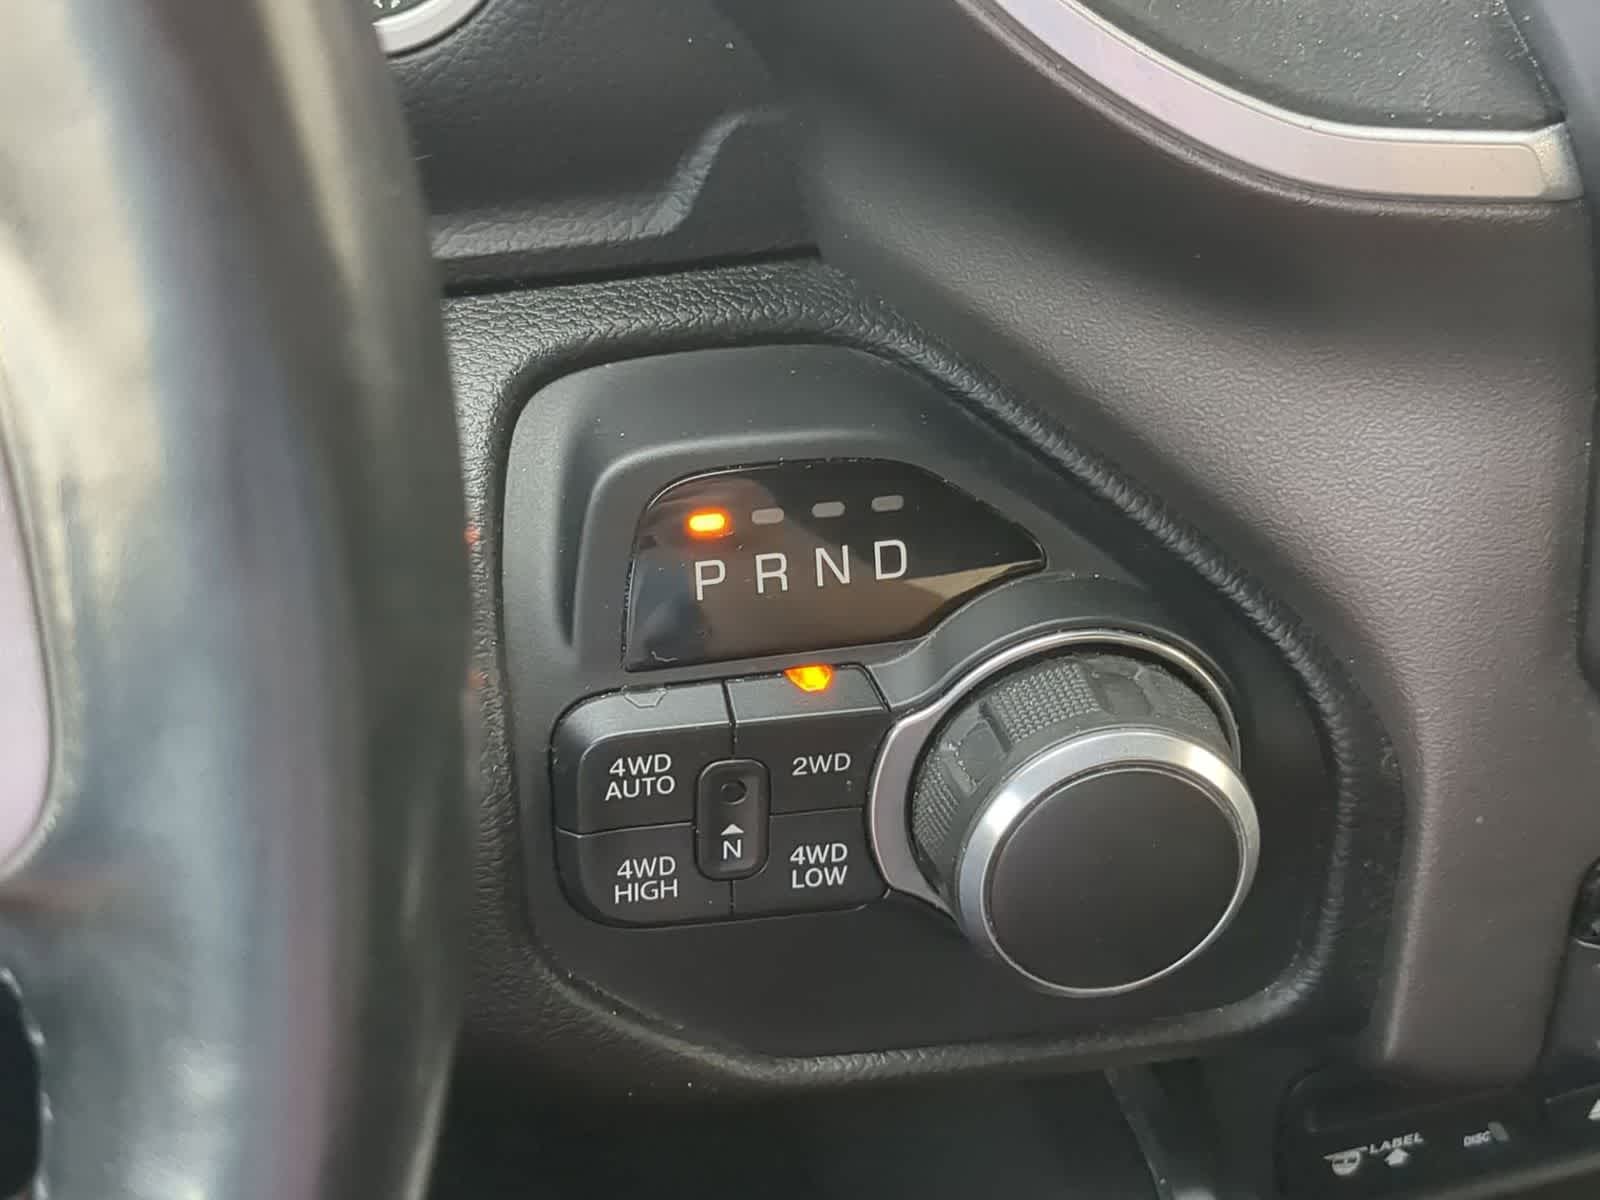 P R N D
4WD
AUTO
2WD
N
4WD
HIGH
4WD
LOW
LABEL
DISC